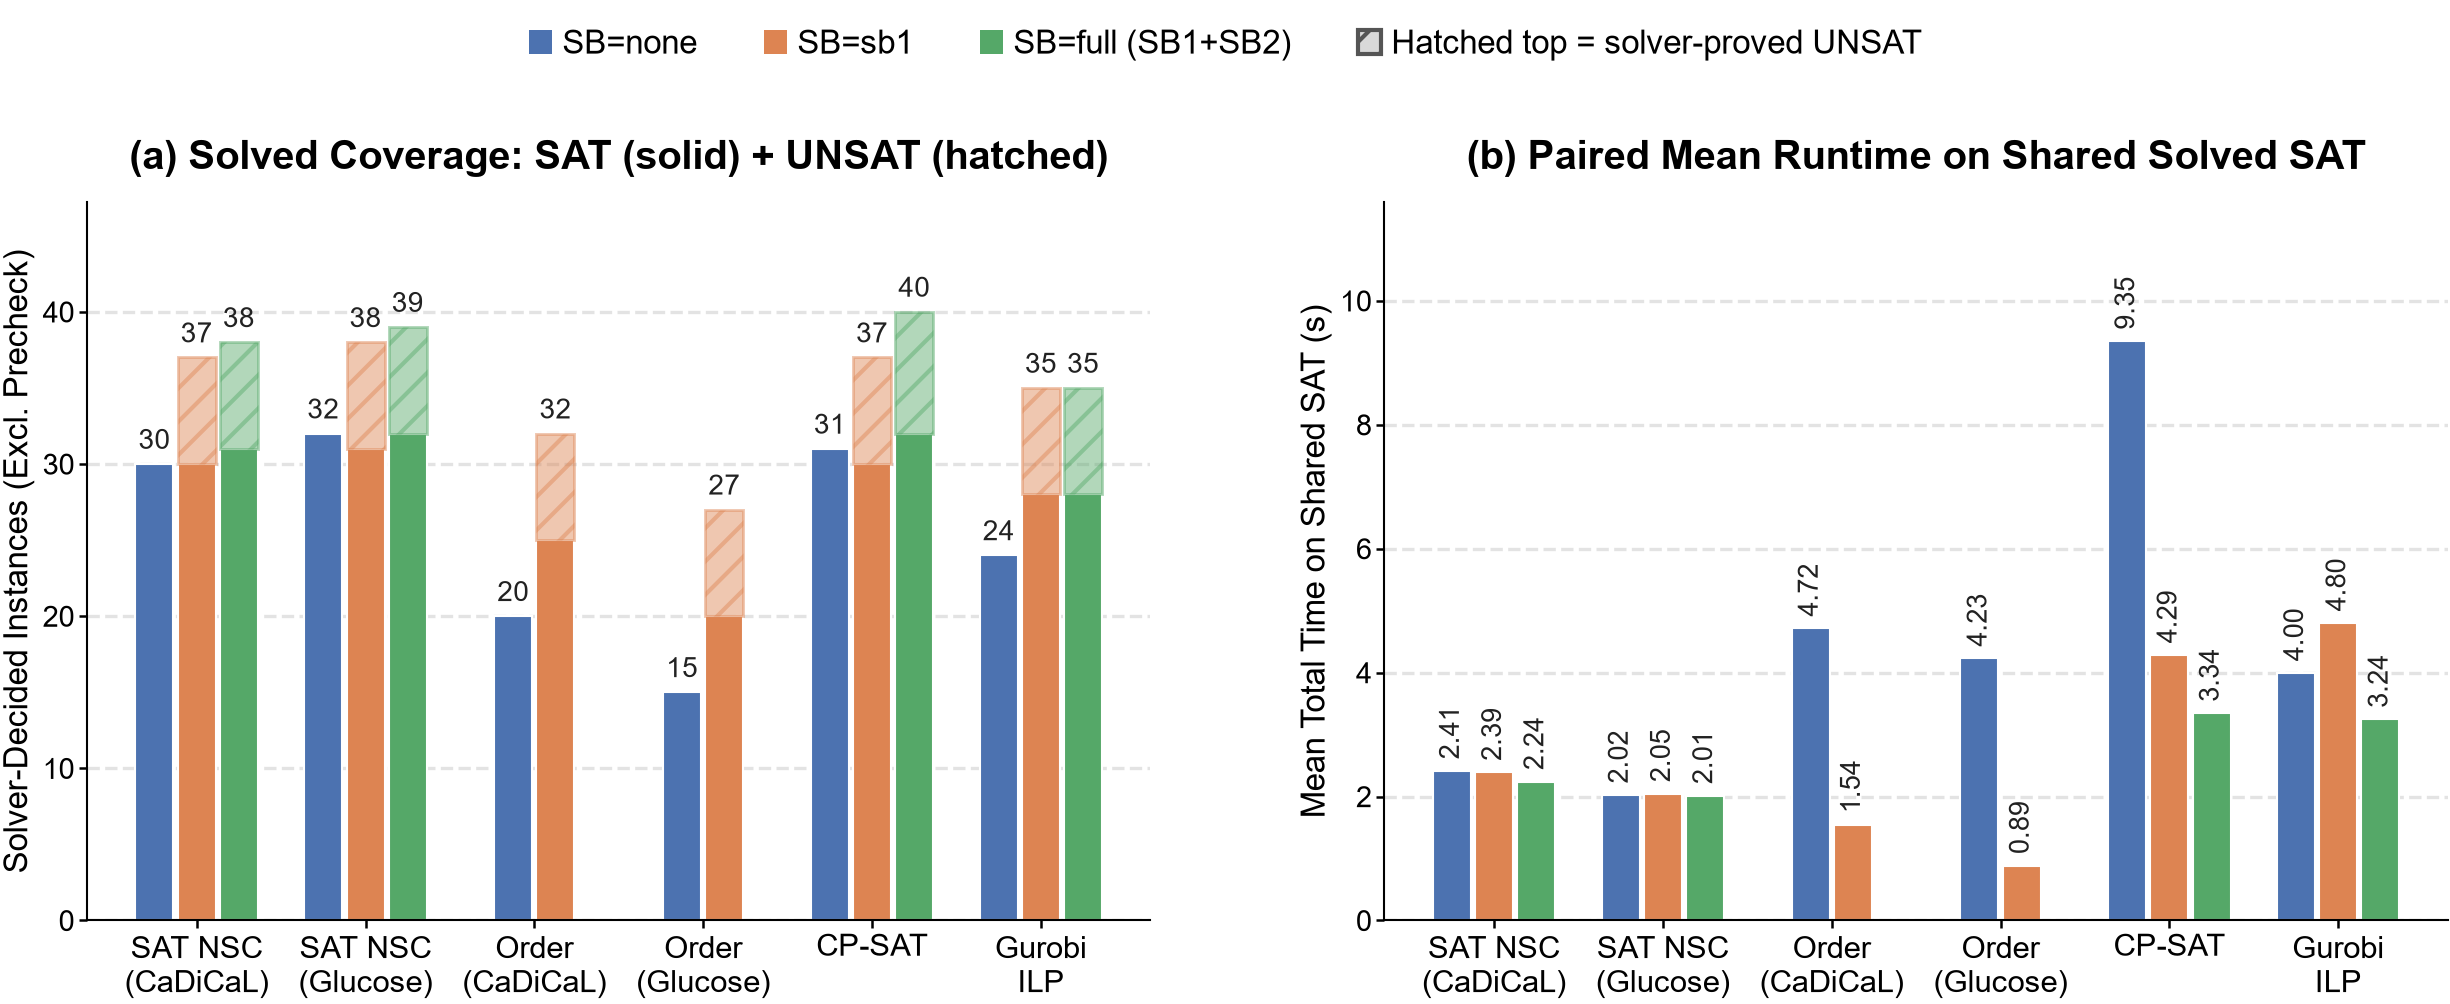 SB=none SB=sb1 SB=full (SB1+SB2) Hatched top = solver-proved UNSAT
(a) Solved Coverage: SAT (solid) + UNSAT (hatched)
Solver-Decided Instances (Excl. Precheck)
40
30
20
10
0
30 37 38
32 38 39
20 32
15 27
31 37 40
24 35 35
SAT NSC
(CaDiCaL)
SAT NSC
(Glucose)
Order
(CaDiCaL)
Order
(Glucose)
CP-SAT
Gurobi
ILP
(b) Paired Mean Runtime on Shared Solved SAT
Mean Total Time on Shared SAT (s)
10
8
6
4
2
0
2.41 2.39 2.24
2.02 2.05 2.01
4.72 1.54
4.23 0.89
9.35 4.29 3.34
4.00 4.80 3.24
SAT NSC
(CaDiCaL)
SAT NSC
(Glucose)
Order
(CaDiCaL)
Order
(Glucose)
CP-SAT
Gurobi
ILP